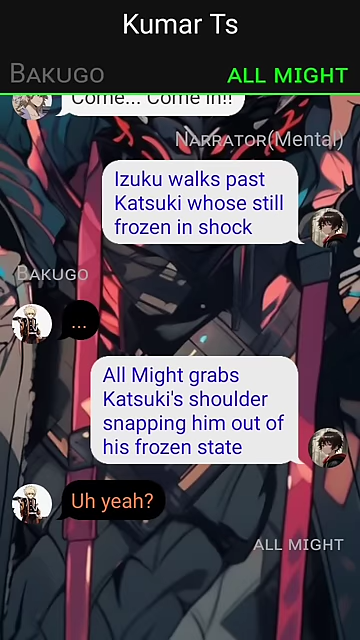 Kumar Ts
Bakugo
ALL MIGHT
Come... Come in!!
Narrator(Mental)
Izuku walks past
Katsuki whose still
frozen in shock
Bakugo
...
All Might grabs
Katsuki's shoulder
snapping him out of
his frozen state
Uh yeah?
ALL MIGHT